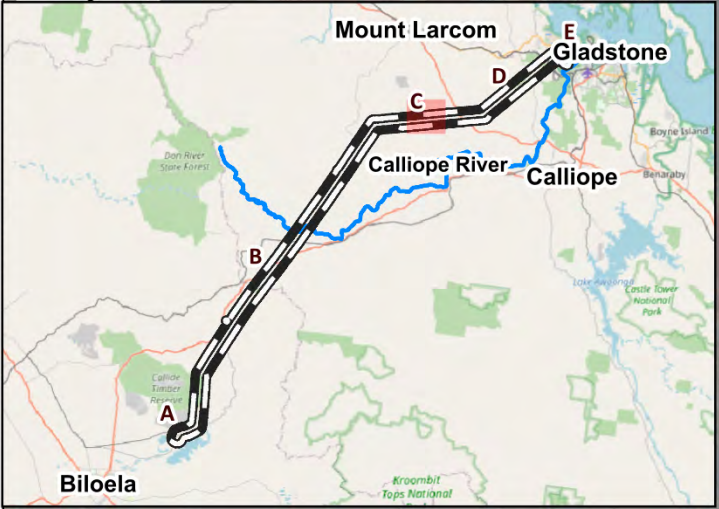 Mount Larcom
E
Gladstone
D
C
Boyne Island
Don River
State Forest
Calliope River
Calliope
Benaraby
B
Lake Awoonga
Castle Tower
National
Park
Callide
Timber
Reserve
A
Biloela
Kroombit
Tops National